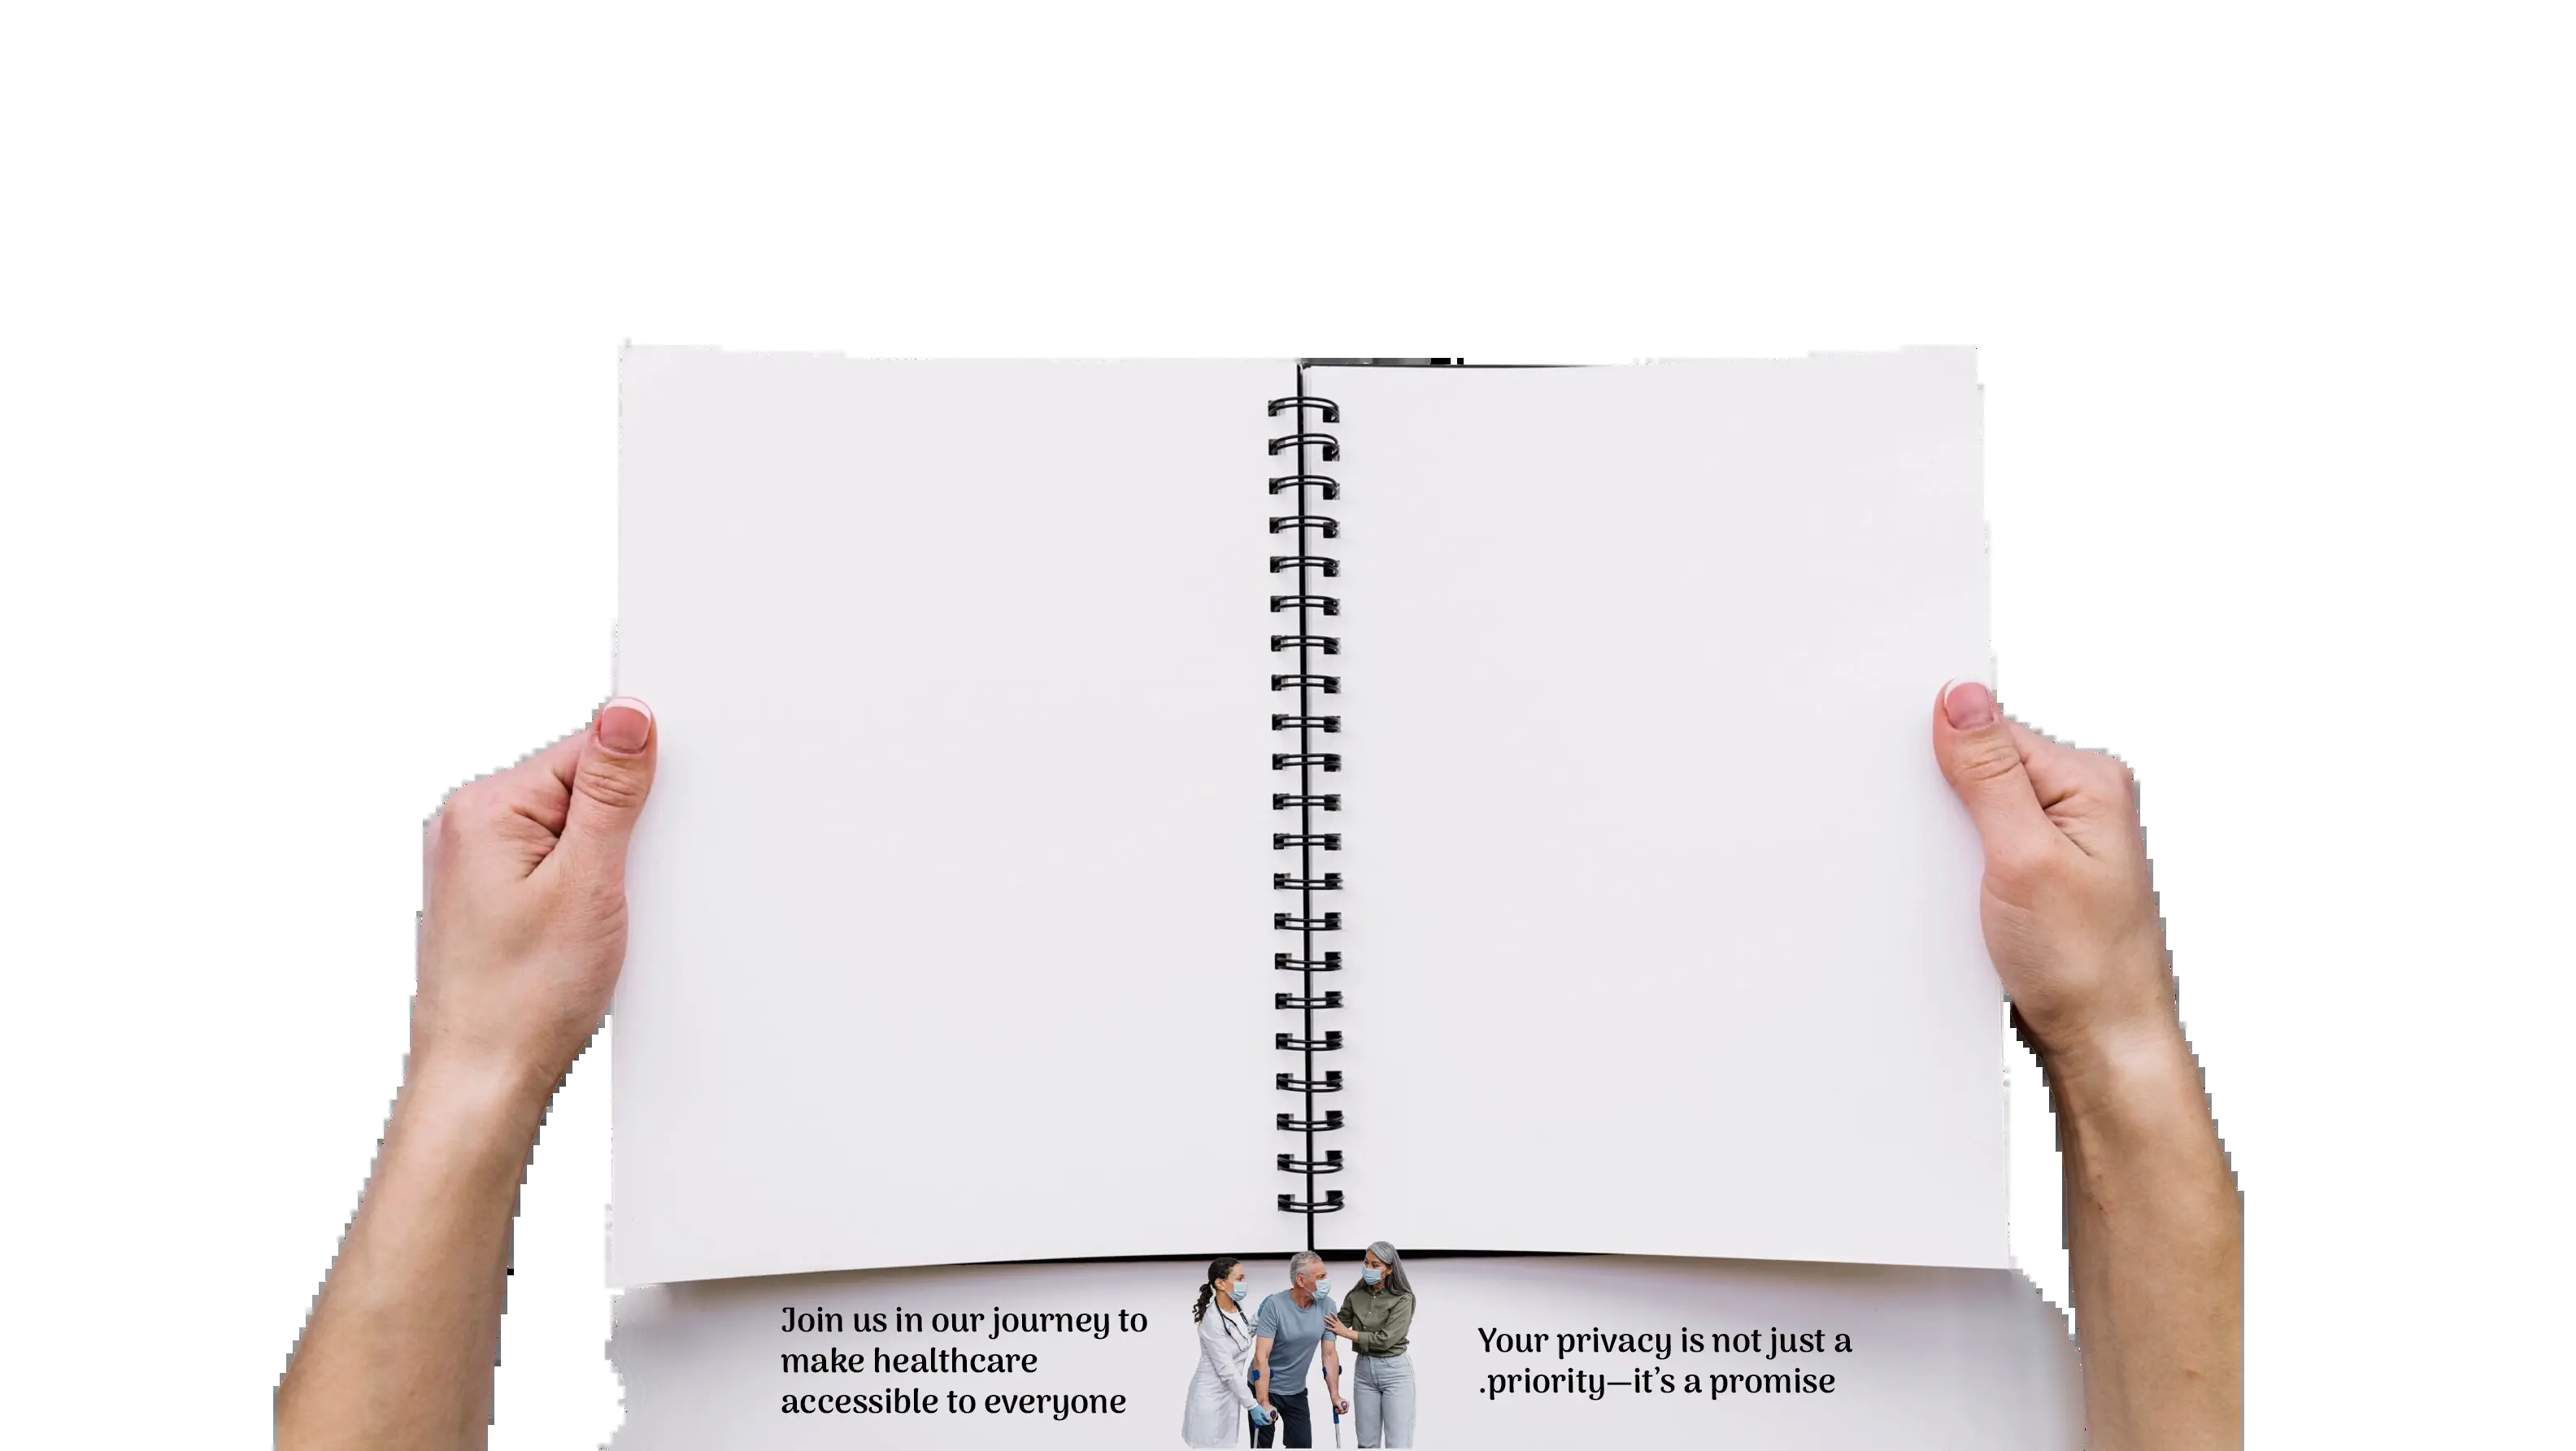 Join us in our journey to
make healthcare
accessible to everyone
Your privacy is not just a
.priority—it’s a promise